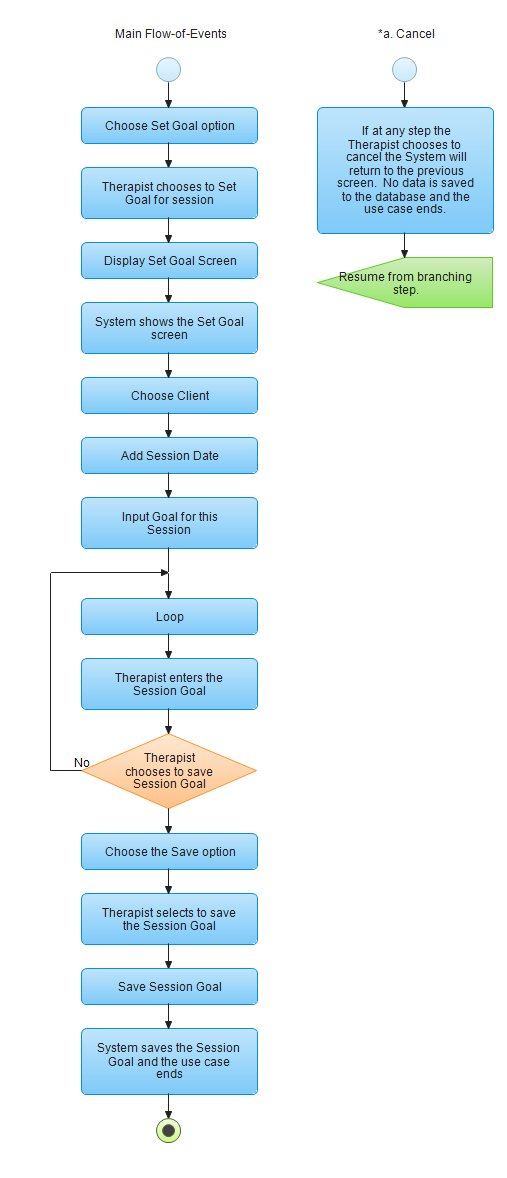 Main Flow-of-Events
Choose Set Goal option
Therapist chooses to Set
Goal for session
Display Set Goal Screen
System shows the Set Goal
screen
Choose Client
Add Session Date
Input Goal for this
Session
Loop
Therapist enters the
Session Goal
Therapist
chooses to save
Session Goal
No
Choose the Save option
Therapist selects to save
the Session Goal
Save Session Goal
System saves the Session
Goal and the use case
ends
*a. Cancel
If at any step the
Therapist chooses to
cancel the System will
return to the previous
screen. No data is saved
to the database and the
use case ends.
Resume from branching
step.